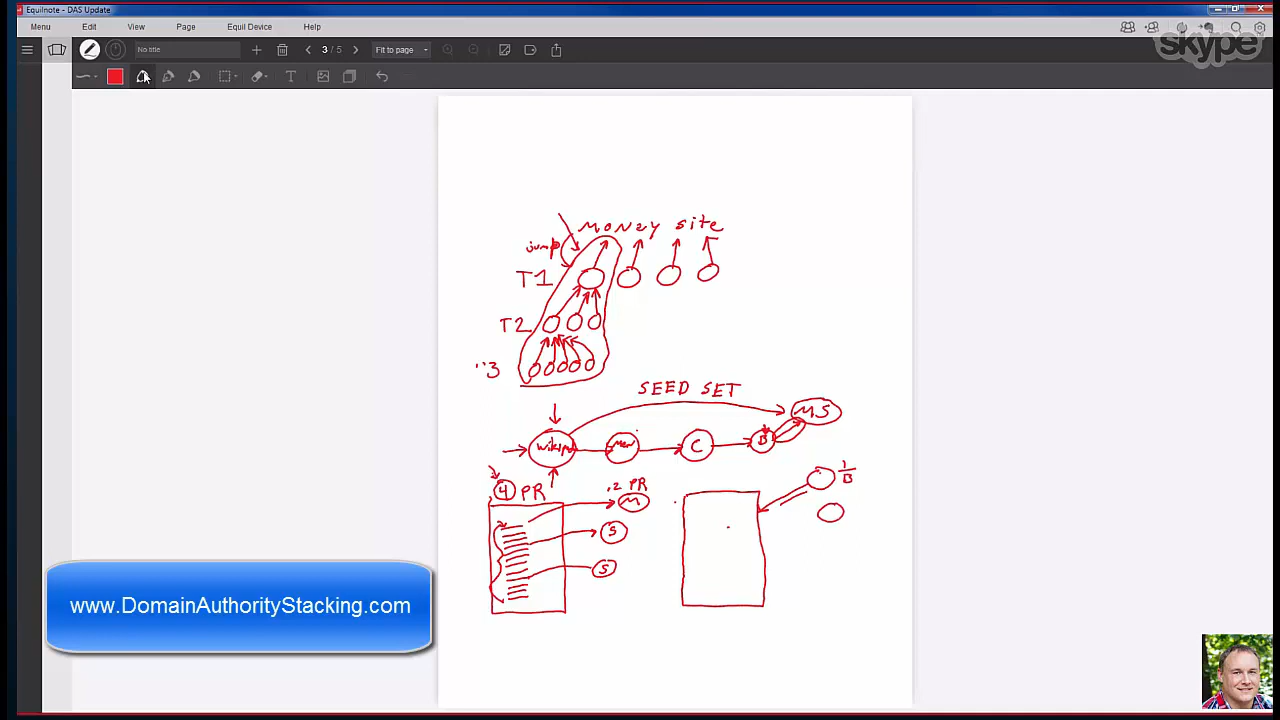 Equilnote - DAS Update
Menu Edit View Page Equil Device Help
skype
No title
3 / 5
Fit to page
T
money site
jump
T1
T2
"3
SEED SET
MS
C
B
4 PR
.2 PR
M
1/B
S
S
www.DomainAuthorityStacking.com